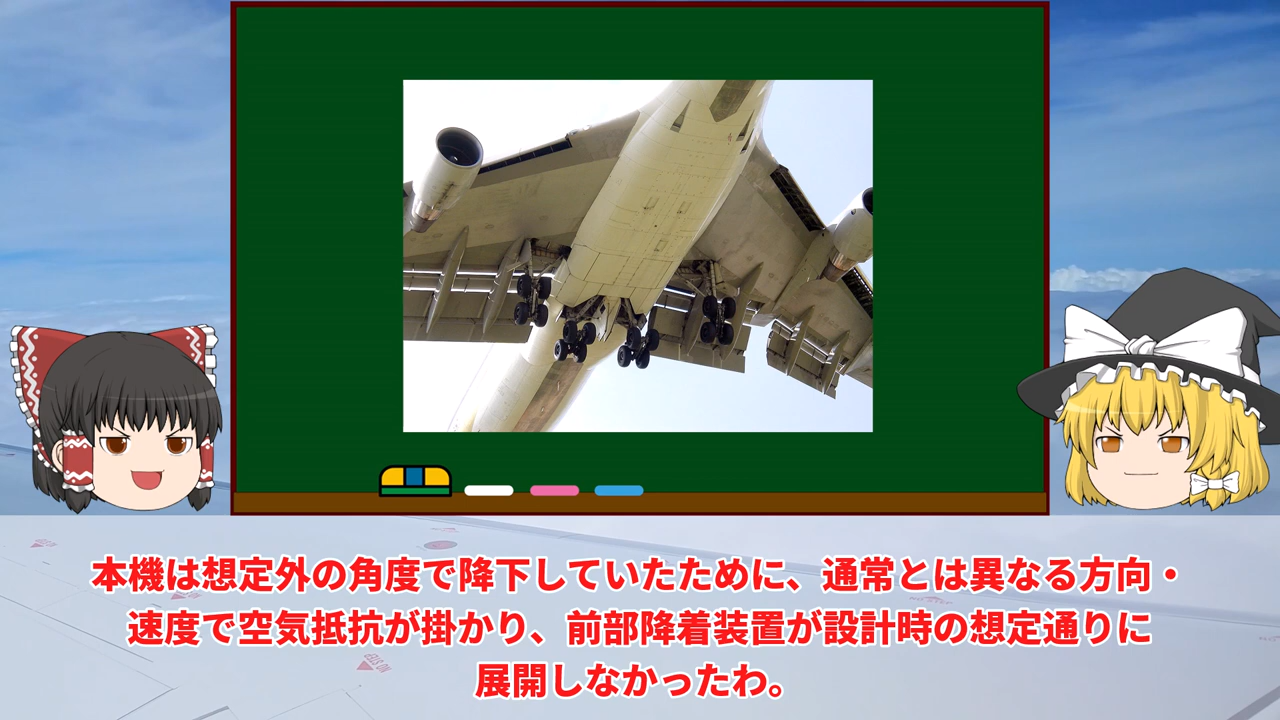 本機は想定外の角度で降下していたために、通常とは異なる方向・
速度で空気抵抗が掛かり、前部降着装置が設計時の想定通りに
展開しなかったわ。